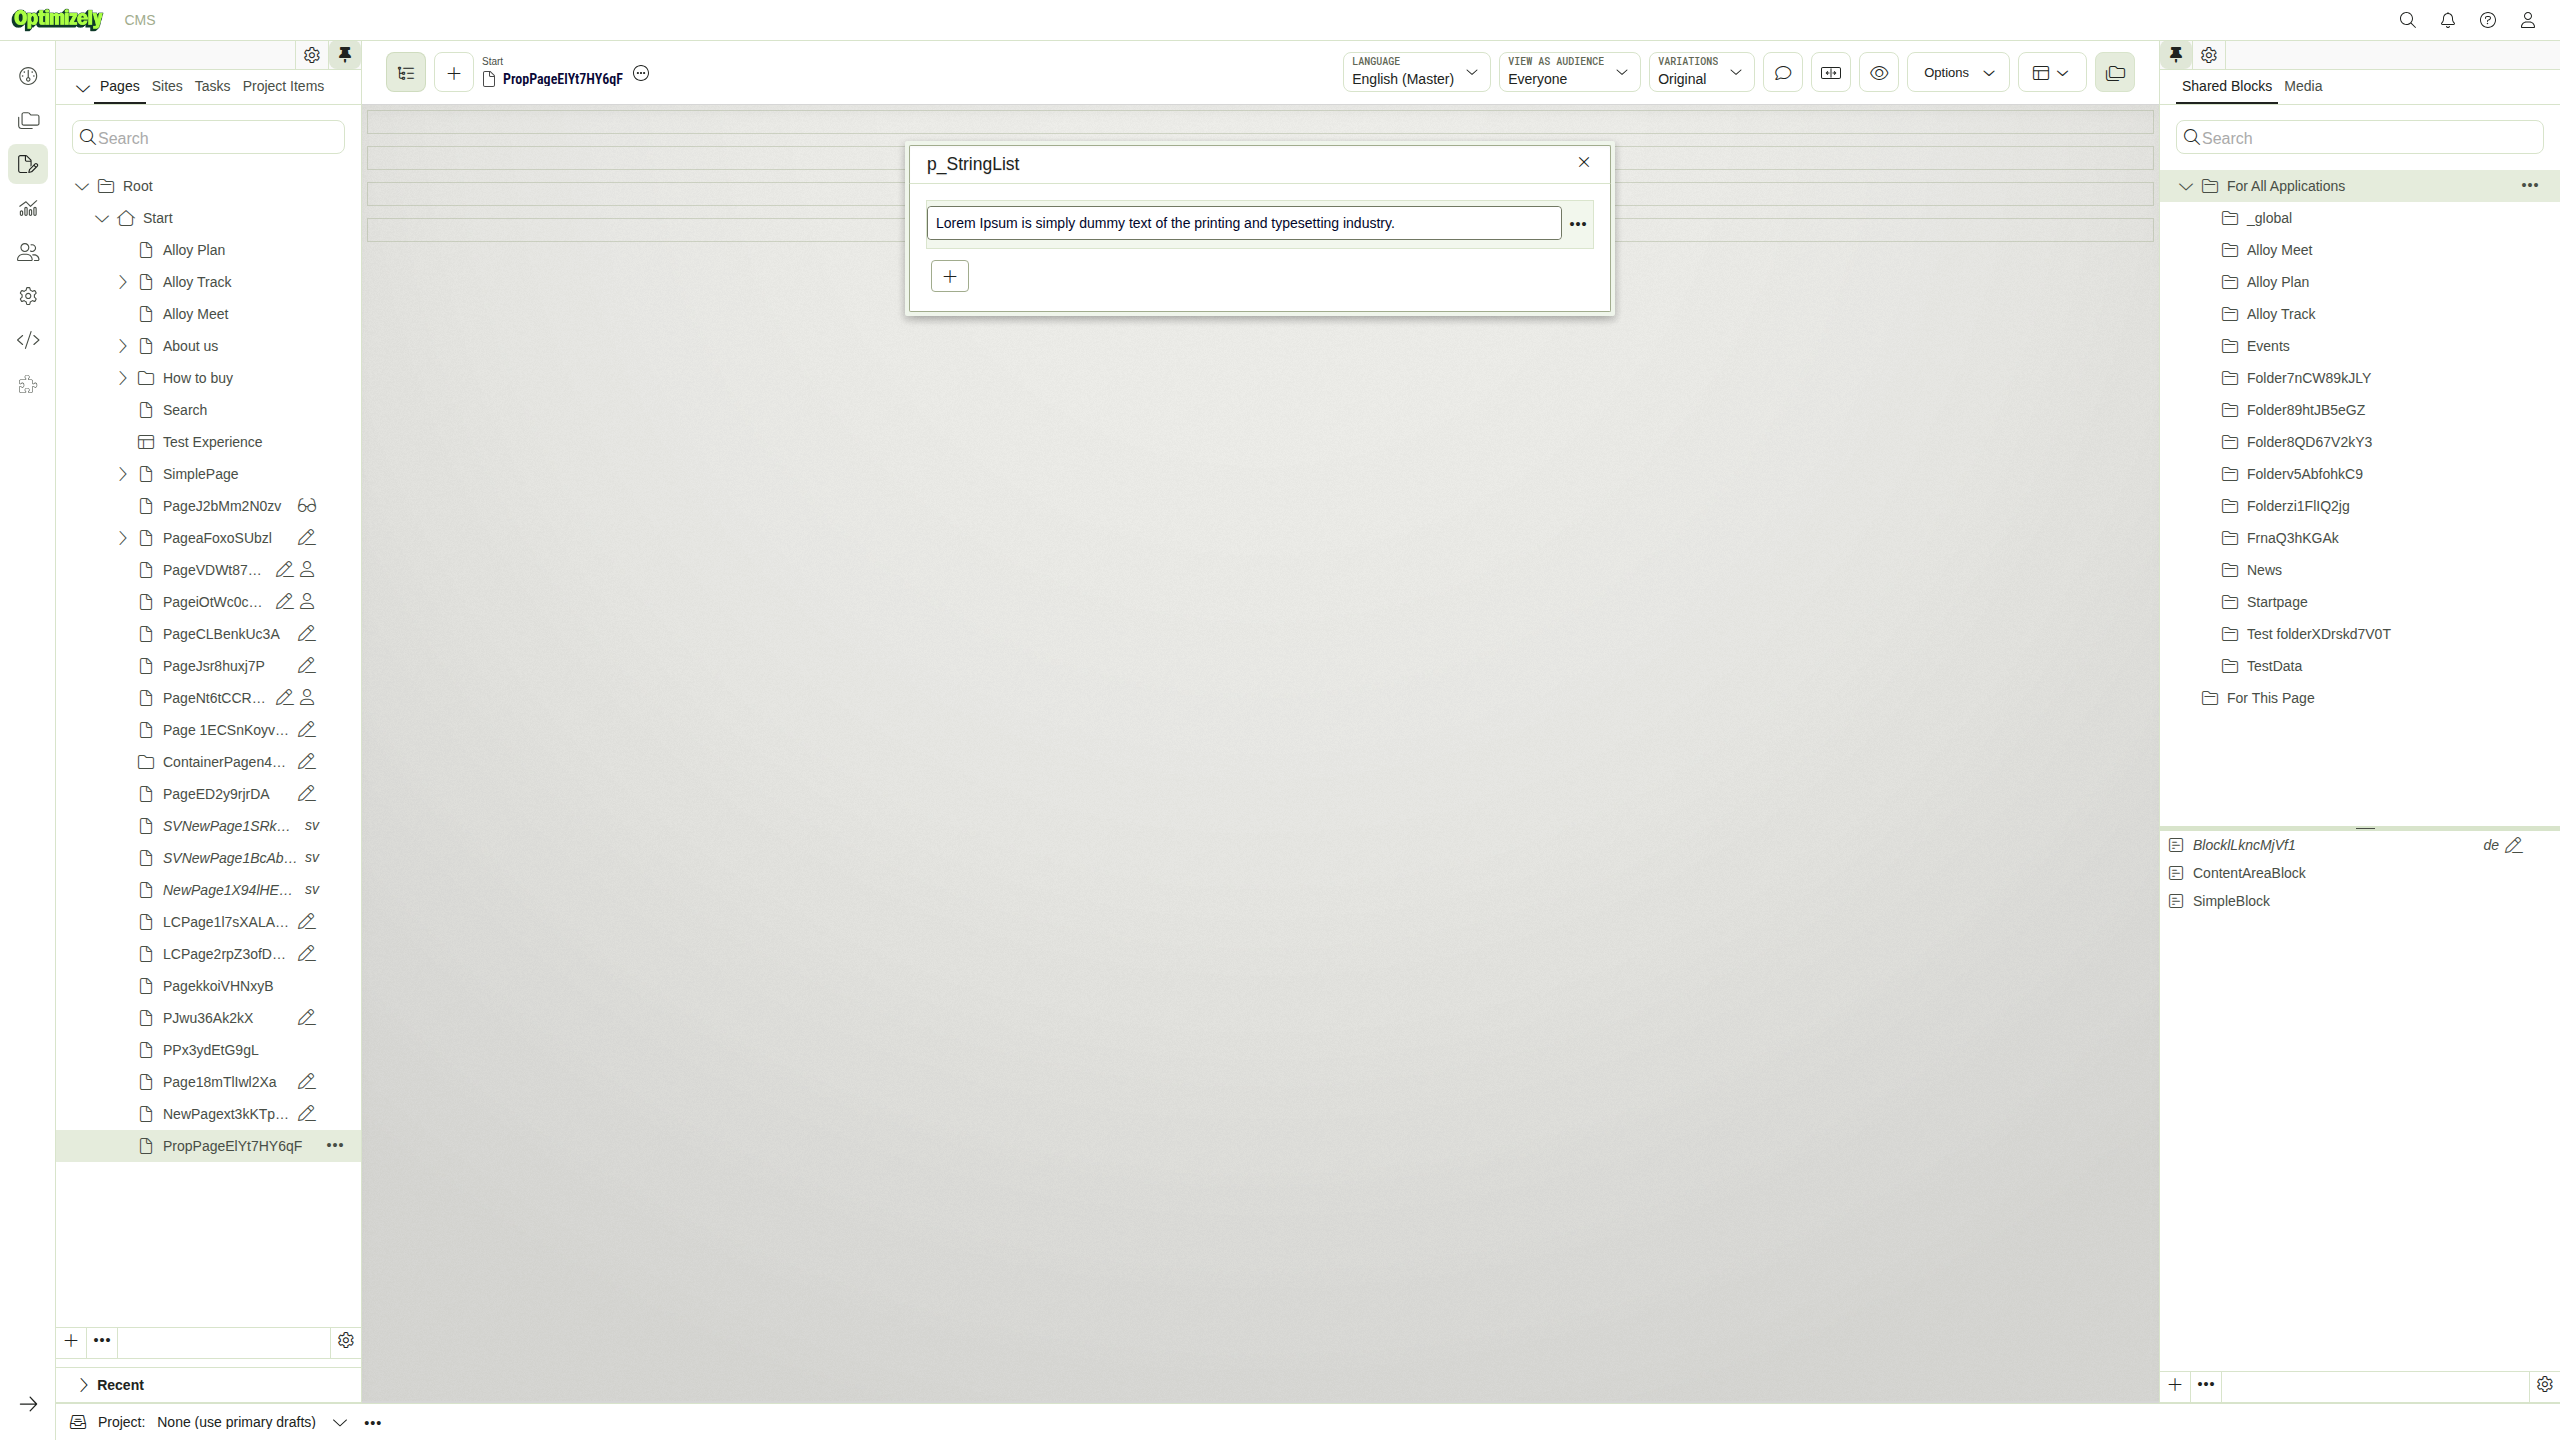 Optimizely CMS
Pages Sites Tasks Project Items
Search
Root
Start
Alloy Plan
Alloy Track
Alloy Meet
About us
How to buy
Search
Test Experience
SimplePage
PageJ2bMm2N0zv
PageaFoxoSUbzl
PageVDWt87…
PageiOtWc0c…
PageCLBenkUc3A
PageJsr8huxj7P
PageNt6tCCR…
Page 1ECSnKoyv…
ContainerPagen4…
PageED2y9rjrDA
SVNewPage1SRk… sv
SVNewPage1BcAb… sv
NewPage1X94lHE… sv
LCPage1l7sXALA…
LCPage2rpZ3ofD…
PagekkoiVHNxyB
PJwu36Ak2kX
PPx3ydEtG9gL
Page18mTlIwl2Xa
NewPagext3kKTp…
PropPageElYt7HY6qF
Recent
Project: None (use primary drafts)
Start
PropPageElYt7HY6qF
LANGUAGE
English (Master)
VIEW AS AUDIENCE
Everyone
VARIATIONS
Original
Options
p_StringList
Lorem Ipsum is simply dummy text of the printing and typesetting industry.
Shared Blocks Media
Search
For All Applications
_global
Alloy Meet
Alloy Plan
Alloy Track
Events
Folder7nCW89kJLY
Folder89htJB5eGZ
Folder8QD67V2kY3
Folderv5AbfohkC9
Folderzi1FlIQ2jg
FrnaQ3hKGAk
News
Startpage
Test folderXDrskd7V0T
TestData
For This Page
BlocklLkncMjVf1 de
ContentAreaBlock
SimpleBlock